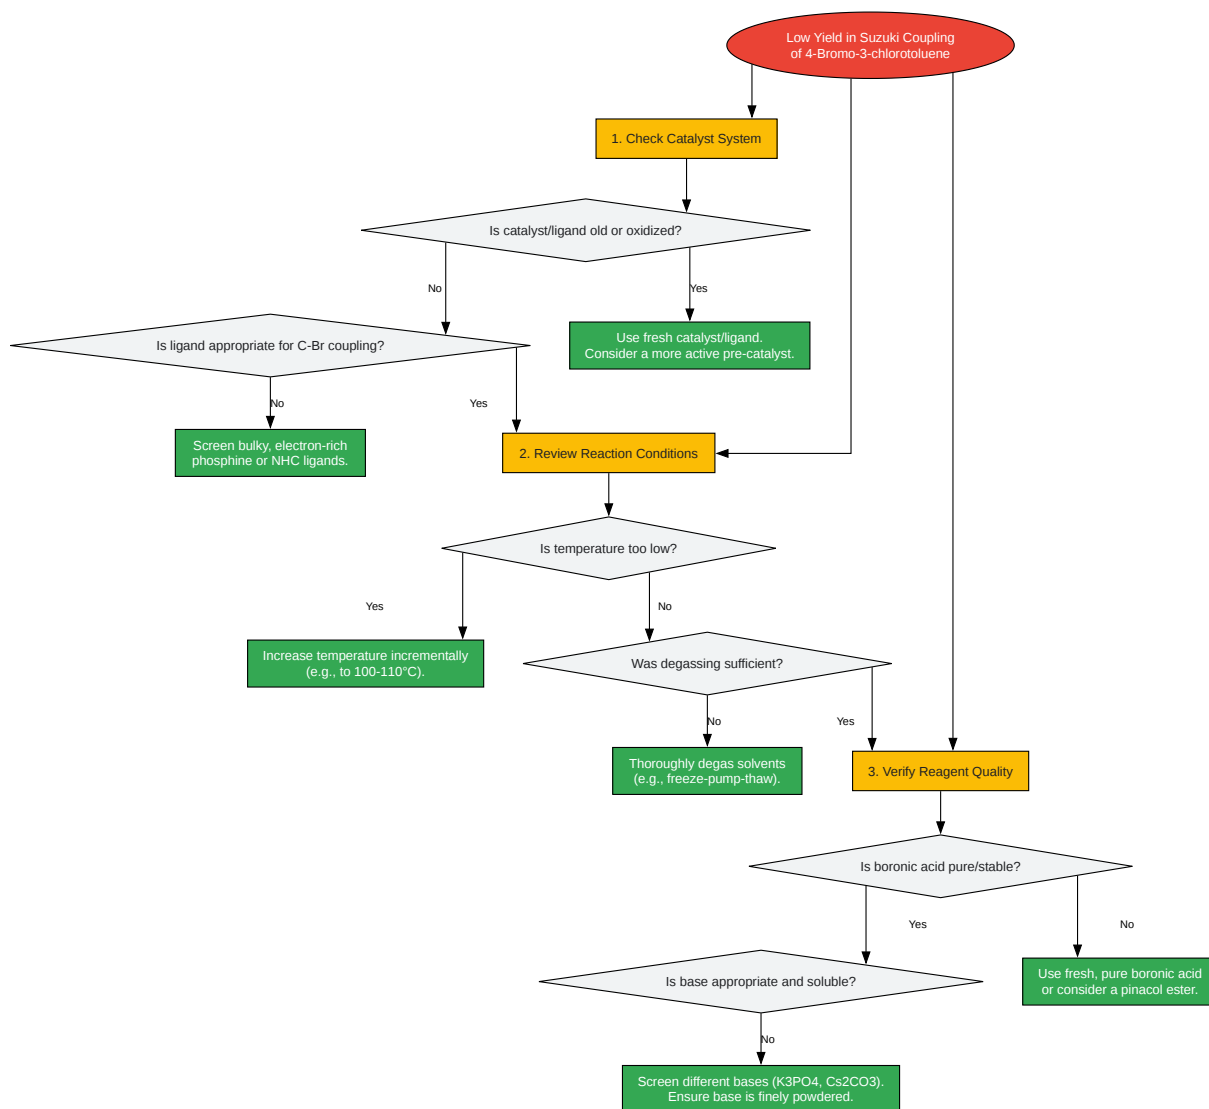 Low Yield in Suzuki Coupling
of 4-Bromo-3-chlorotoluene
1. Check Catalyst System
Is catalyst/ligand old or oxidized?
No
Yes
Is ligand appropriate for C-Br coupling?
Use fresh catalyst/ligand.
Consider a more active pre-catalyst.
No
Yes
Screen bulky, electron-rich
phosphine or NHC ligands.
2. Review Reaction Conditions
Is temperature too low?
Yes
No
Increase temperature incrementally
(e.g., to 100-110°C).
Was degassing sufficient?
No
Yes
Thoroughly degas solvents
(e.g., freeze-pump-thaw).
3. Verify Reagent Quality
Is boronic acid pure/stable?
Yes
No
Is base appropriate and soluble?
Use fresh, pure boronic acid
or consider a pinacol ester.
No
Screen different bases (K3PO4, Cs2CO3).
Ensure base is finely powdered.